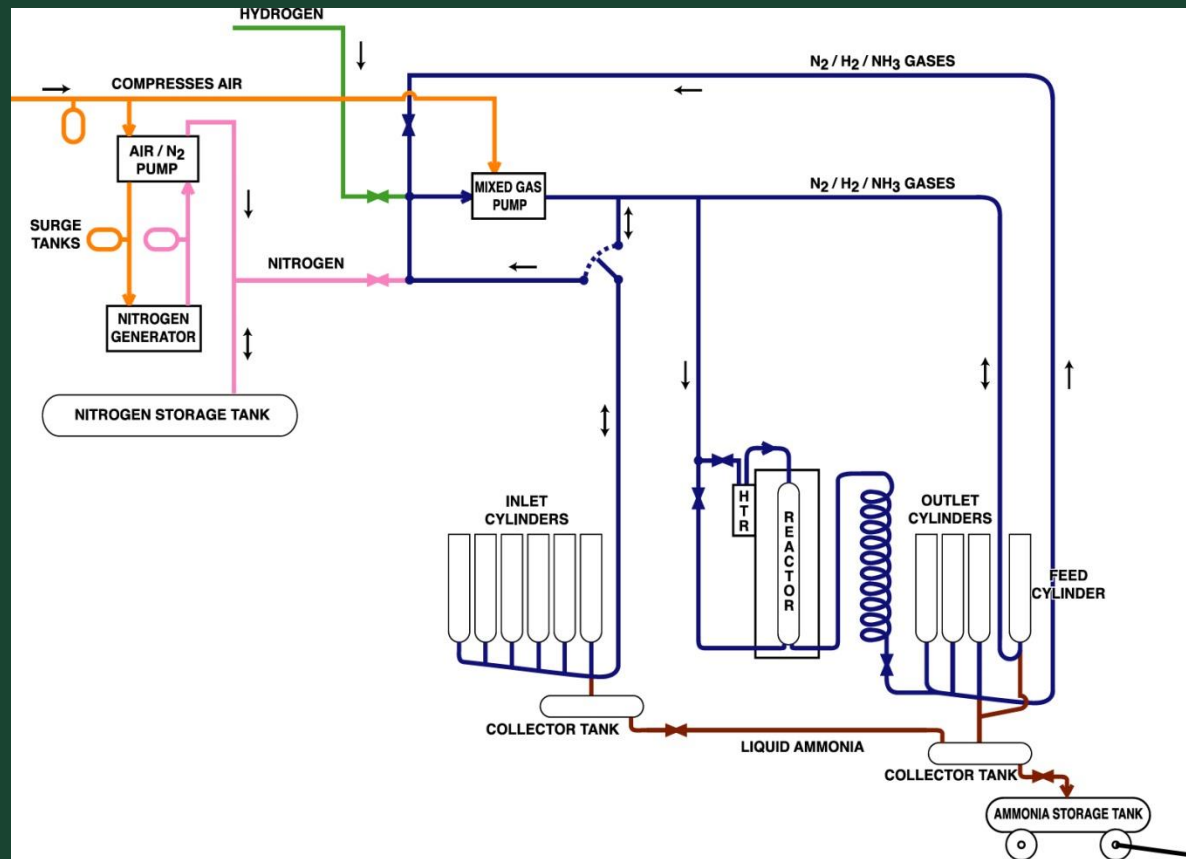 HYDROGEN
N2 / H2 / NH3 GASES
COMPRESSES AIR
AIR / N2
PUMP
MIXED GAS
PUMP
N2 / H2 / NH3 GASES
SURGE
TANKS
NITROGEN
NITROGEN
GENERATOR
NITROGEN STORAGE TANK
INLET
CYLINDERS
HTR
REACTOR
OUTLET
CYLINDERS
FEED
CYLINDER
COLLECTOR TANK
LIQUID AMMONIA
COLLECTOR TANK
AMMONIA STORAGE TANK